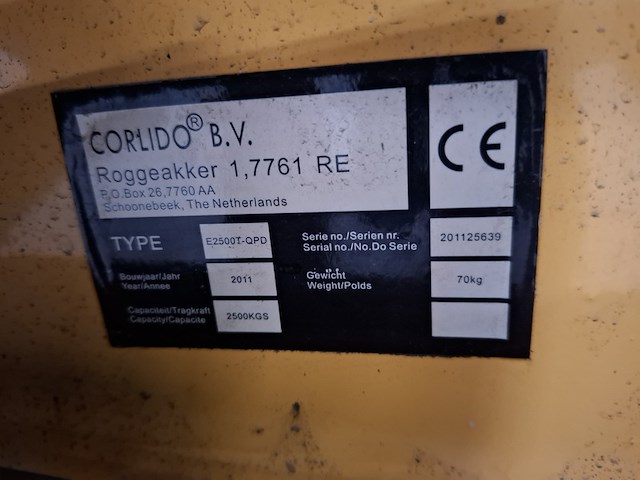 CORLIDO® B.V.
Roggeakker 1,7761 RE
P.O.Box 26,7760 AA
Schoonebeek, The Netherlands
CE
TYPE E2500T-QPD
Serie no./Serien nr.
Serial no./No.Do Serie
201125639
Bouwjaar/Jahr
Year/Annee
2011
Gewicht
Weight/Polds
70kg
Capaciteit/Tragkraft
Capacity/Capacite
2500KGS